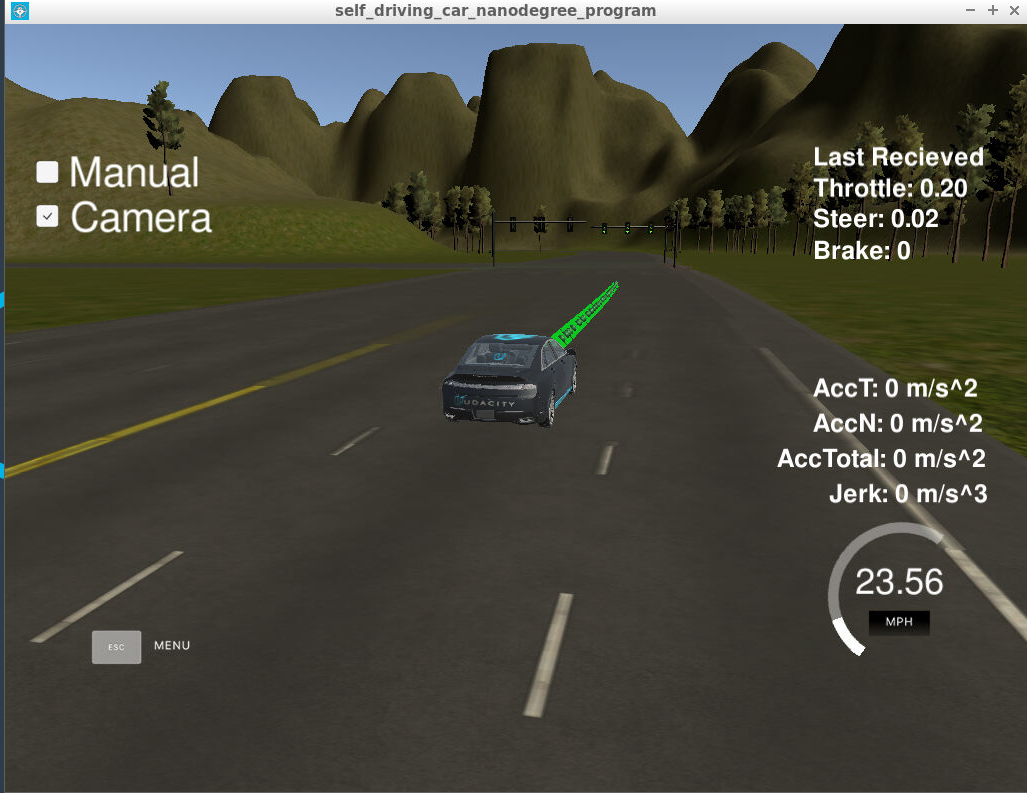 self_driving_car_nanodegree_program
Manual
Camera
Last Recieved
Throttle: 0.20
Steer: 0.02
Brake: 0
UDACITY
AccT: 0 m/s^2
AccN: 0 m/s^2
AccTotal: 0 m/s^2
Jerk: 0 m/s^3
23.56
MPH
ESC
MENU